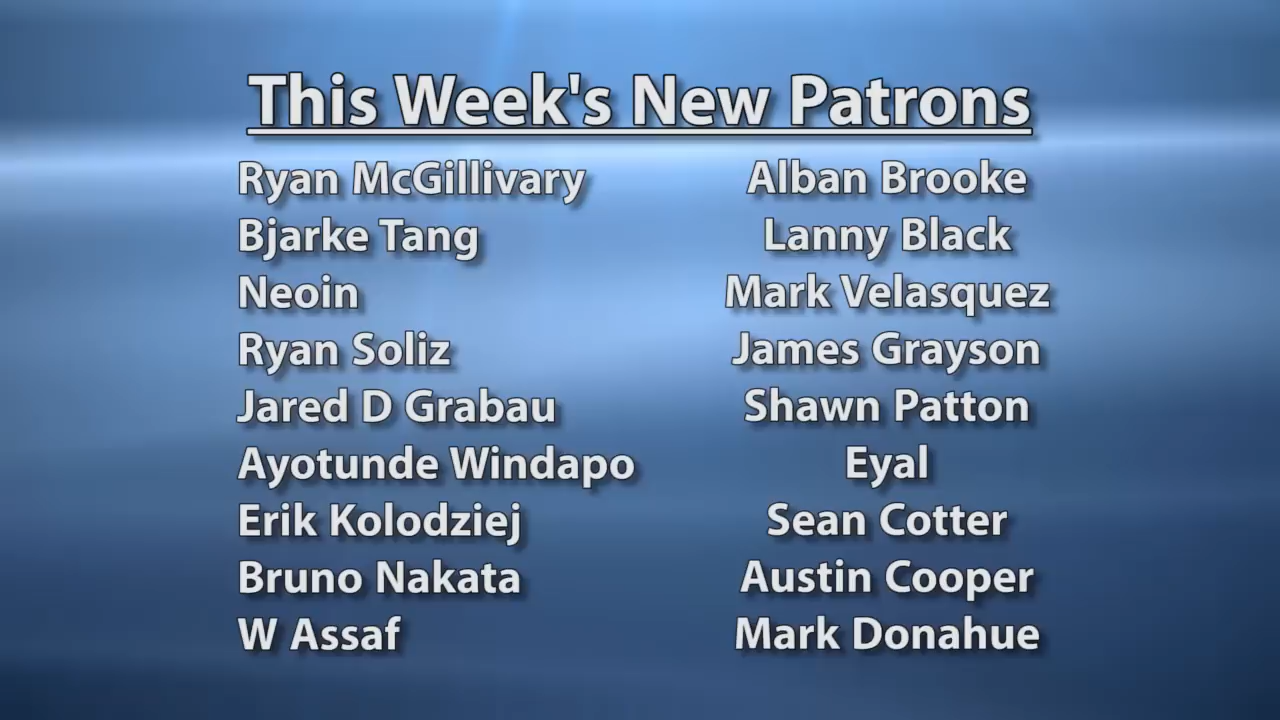 This Week's New Patrons
Ryan McGillivary
Bjarke Tang
Neoin
Ryan Soliz
Jared D Grabau
Ayotunde Windapo
Erik Kolodziej
Bruno Nakata
W Assaf
Alban Brooke
Lanny Black
Mark Velasquez
James Grayson
Shawn Patton
Eyal
Sean Cotter
Austin Cooper
Mark Donahue